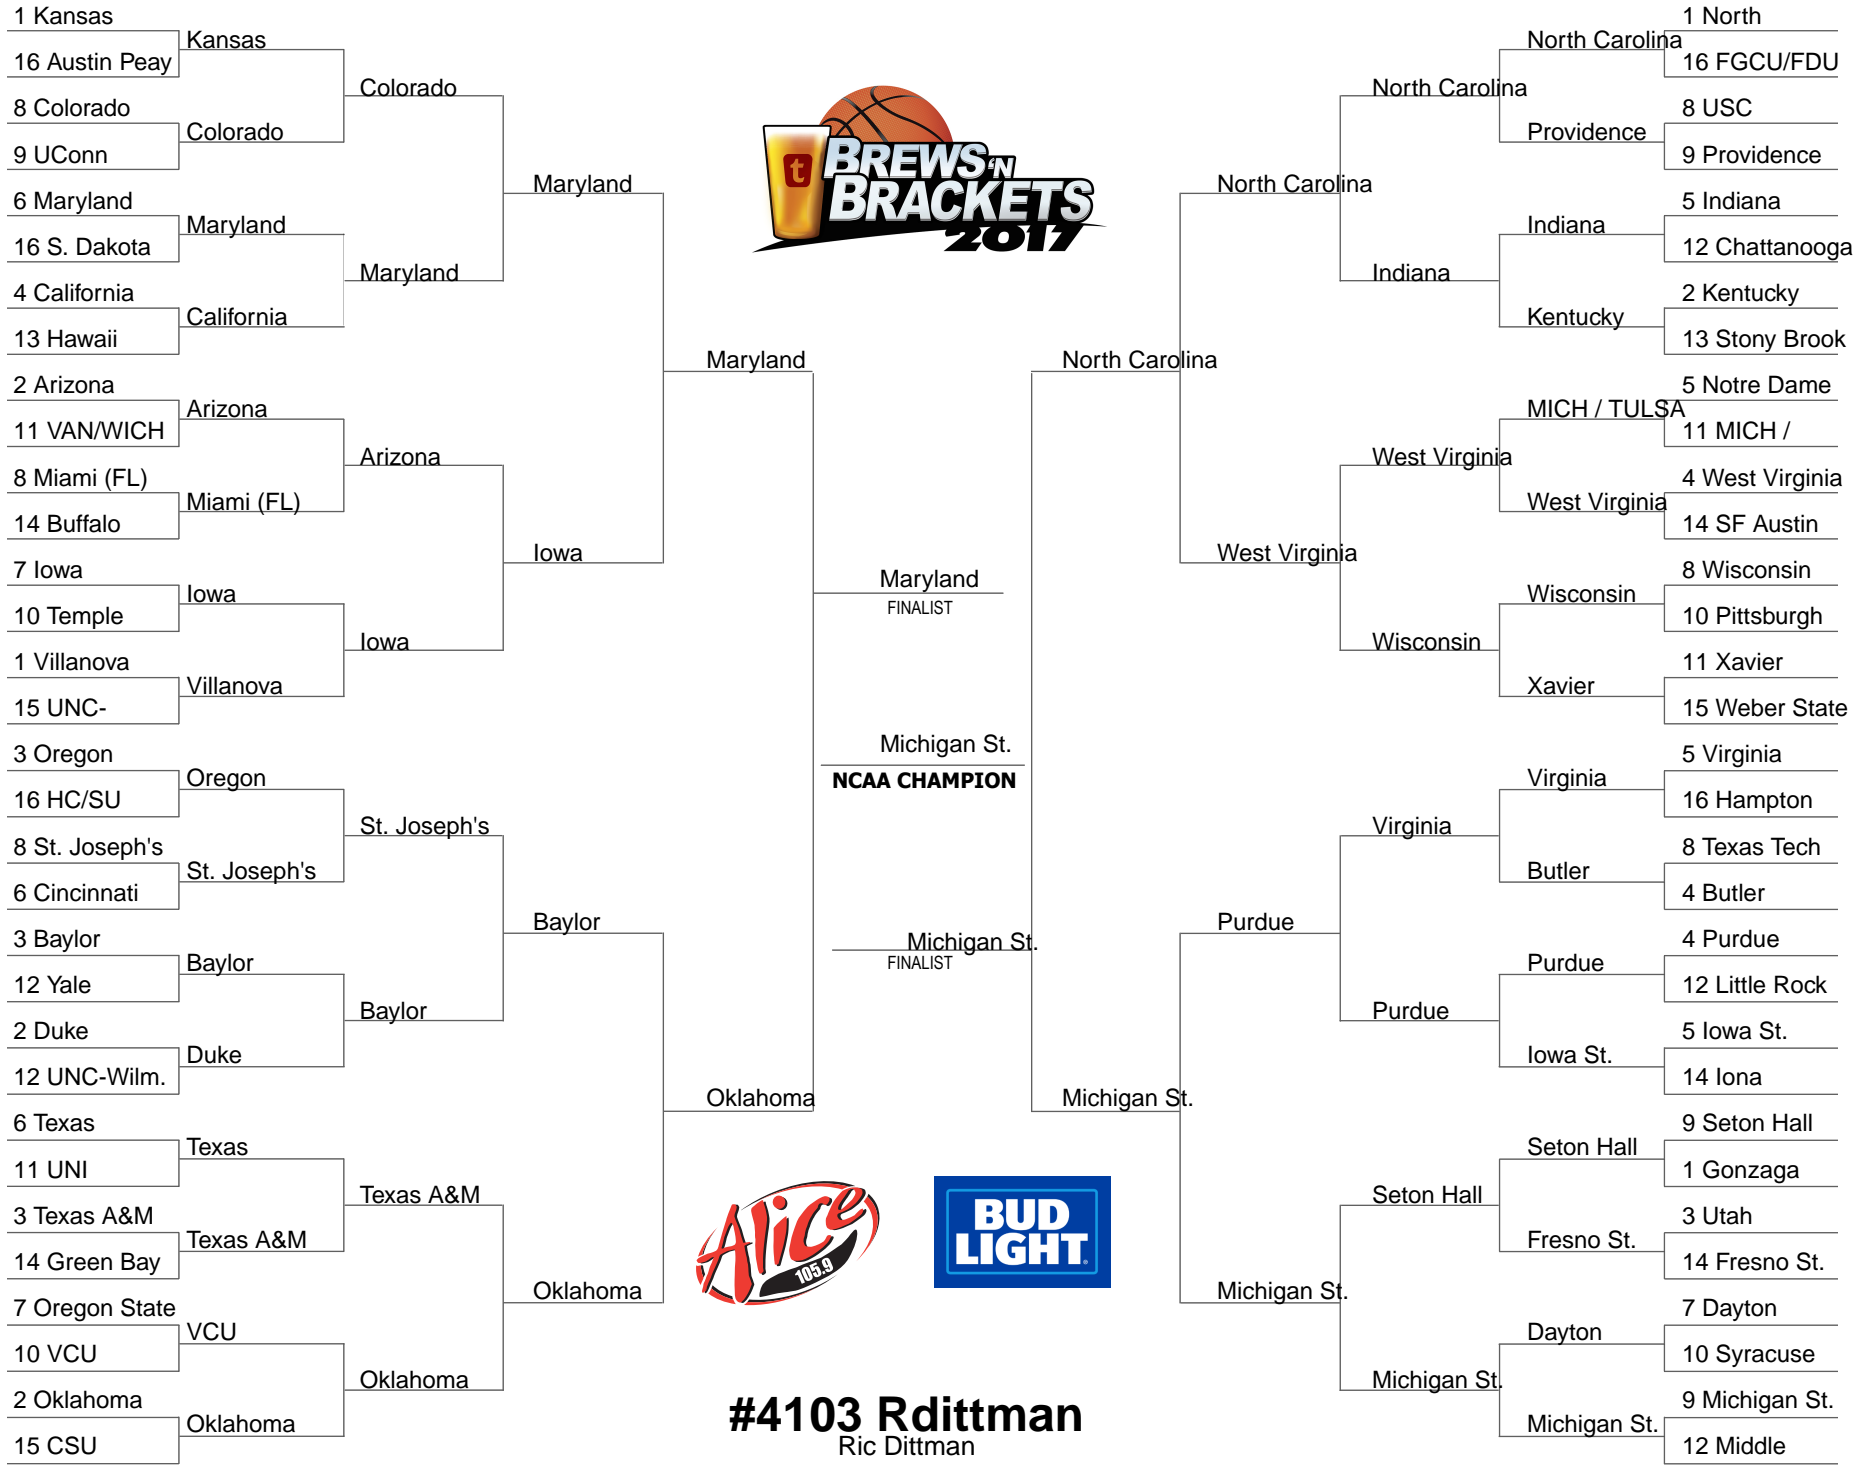 1 Kansas
16 Austin Peay
8 Colorado
9 UConn
6 Maryland
16 S. Dakota
4 California
13 Hawaii
2 Arizona
11 VAN/WICH
8 Miami (FL)
14 Buffalo
7 Iowa
10 Temple
1 Villanova
15 UNC-
3 Oregon
16 HC/SU
8 St. Joseph's
6 Cincinnati
3 Baylor
12 Yale
2 Duke
12 UNC-Wilm.
6 Texas
11 UNI
3 Texas A&M
14 Green Bay
7 Oregon State
10 VCU
2 Oklahoma
15 CSU
Kansas
Colorado
Maryland
California
Arizona
Miami (FL)
Iowa
Villanova
Oregon
St. Joseph's
Baylor
Duke
Texas
Texas A&M
VCU
Oklahoma
Colorado
Maryland
Arizona
Iowa
St. Joseph's
Baylor
Texas A&M
Oklahoma
Maryland
Iowa
Baylor
Oklahoma
Maryland
Oklahoma
t
BREWS 'N
BRACKETS
2017
Maryland
FINALIST
Michigan St.
NCAA CHAMPION
Michigan St.
FINALIST
Alice
105.9
BUD
LIGHT
#4103 Rdittman
Ric Dittman
North Carolina
Michigan St.
North Carolina
West Virginia
Purdue
Michigan St.
North Carolina
Indiana
West Virginia
Wisconsin
Virginia
Purdue
Seton Hall
Michigan St.
North Carolina
Providence
Indiana
Kentucky
MICH / TULSA
West Virginia
Wisconsin
Xavier
Virginia
Butler
Purdue
Iowa St.
Seton Hall
Fresno St.
Dayton
Michigan St.
1 North
16 FGCU/FDU
8 USC
9 Providence
5 Indiana
12 Chattanooga
2 Kentucky
13 Stony Brook
5 Notre Dame
11 MICH /
4 West Virginia
14 SF Austin
8 Wisconsin
10 Pittsburgh
11 Xavier
15 Weber State
5 Virginia
16 Hampton
8 Texas Tech
4 Butler
4 Purdue
12 Little Rock
5 Iowa St.
14 Iona
9 Seton Hall
1 Gonzaga
3 Utah
14 Fresno St.
7 Dayton
10 Syracuse
9 Michigan St.
12 Middle